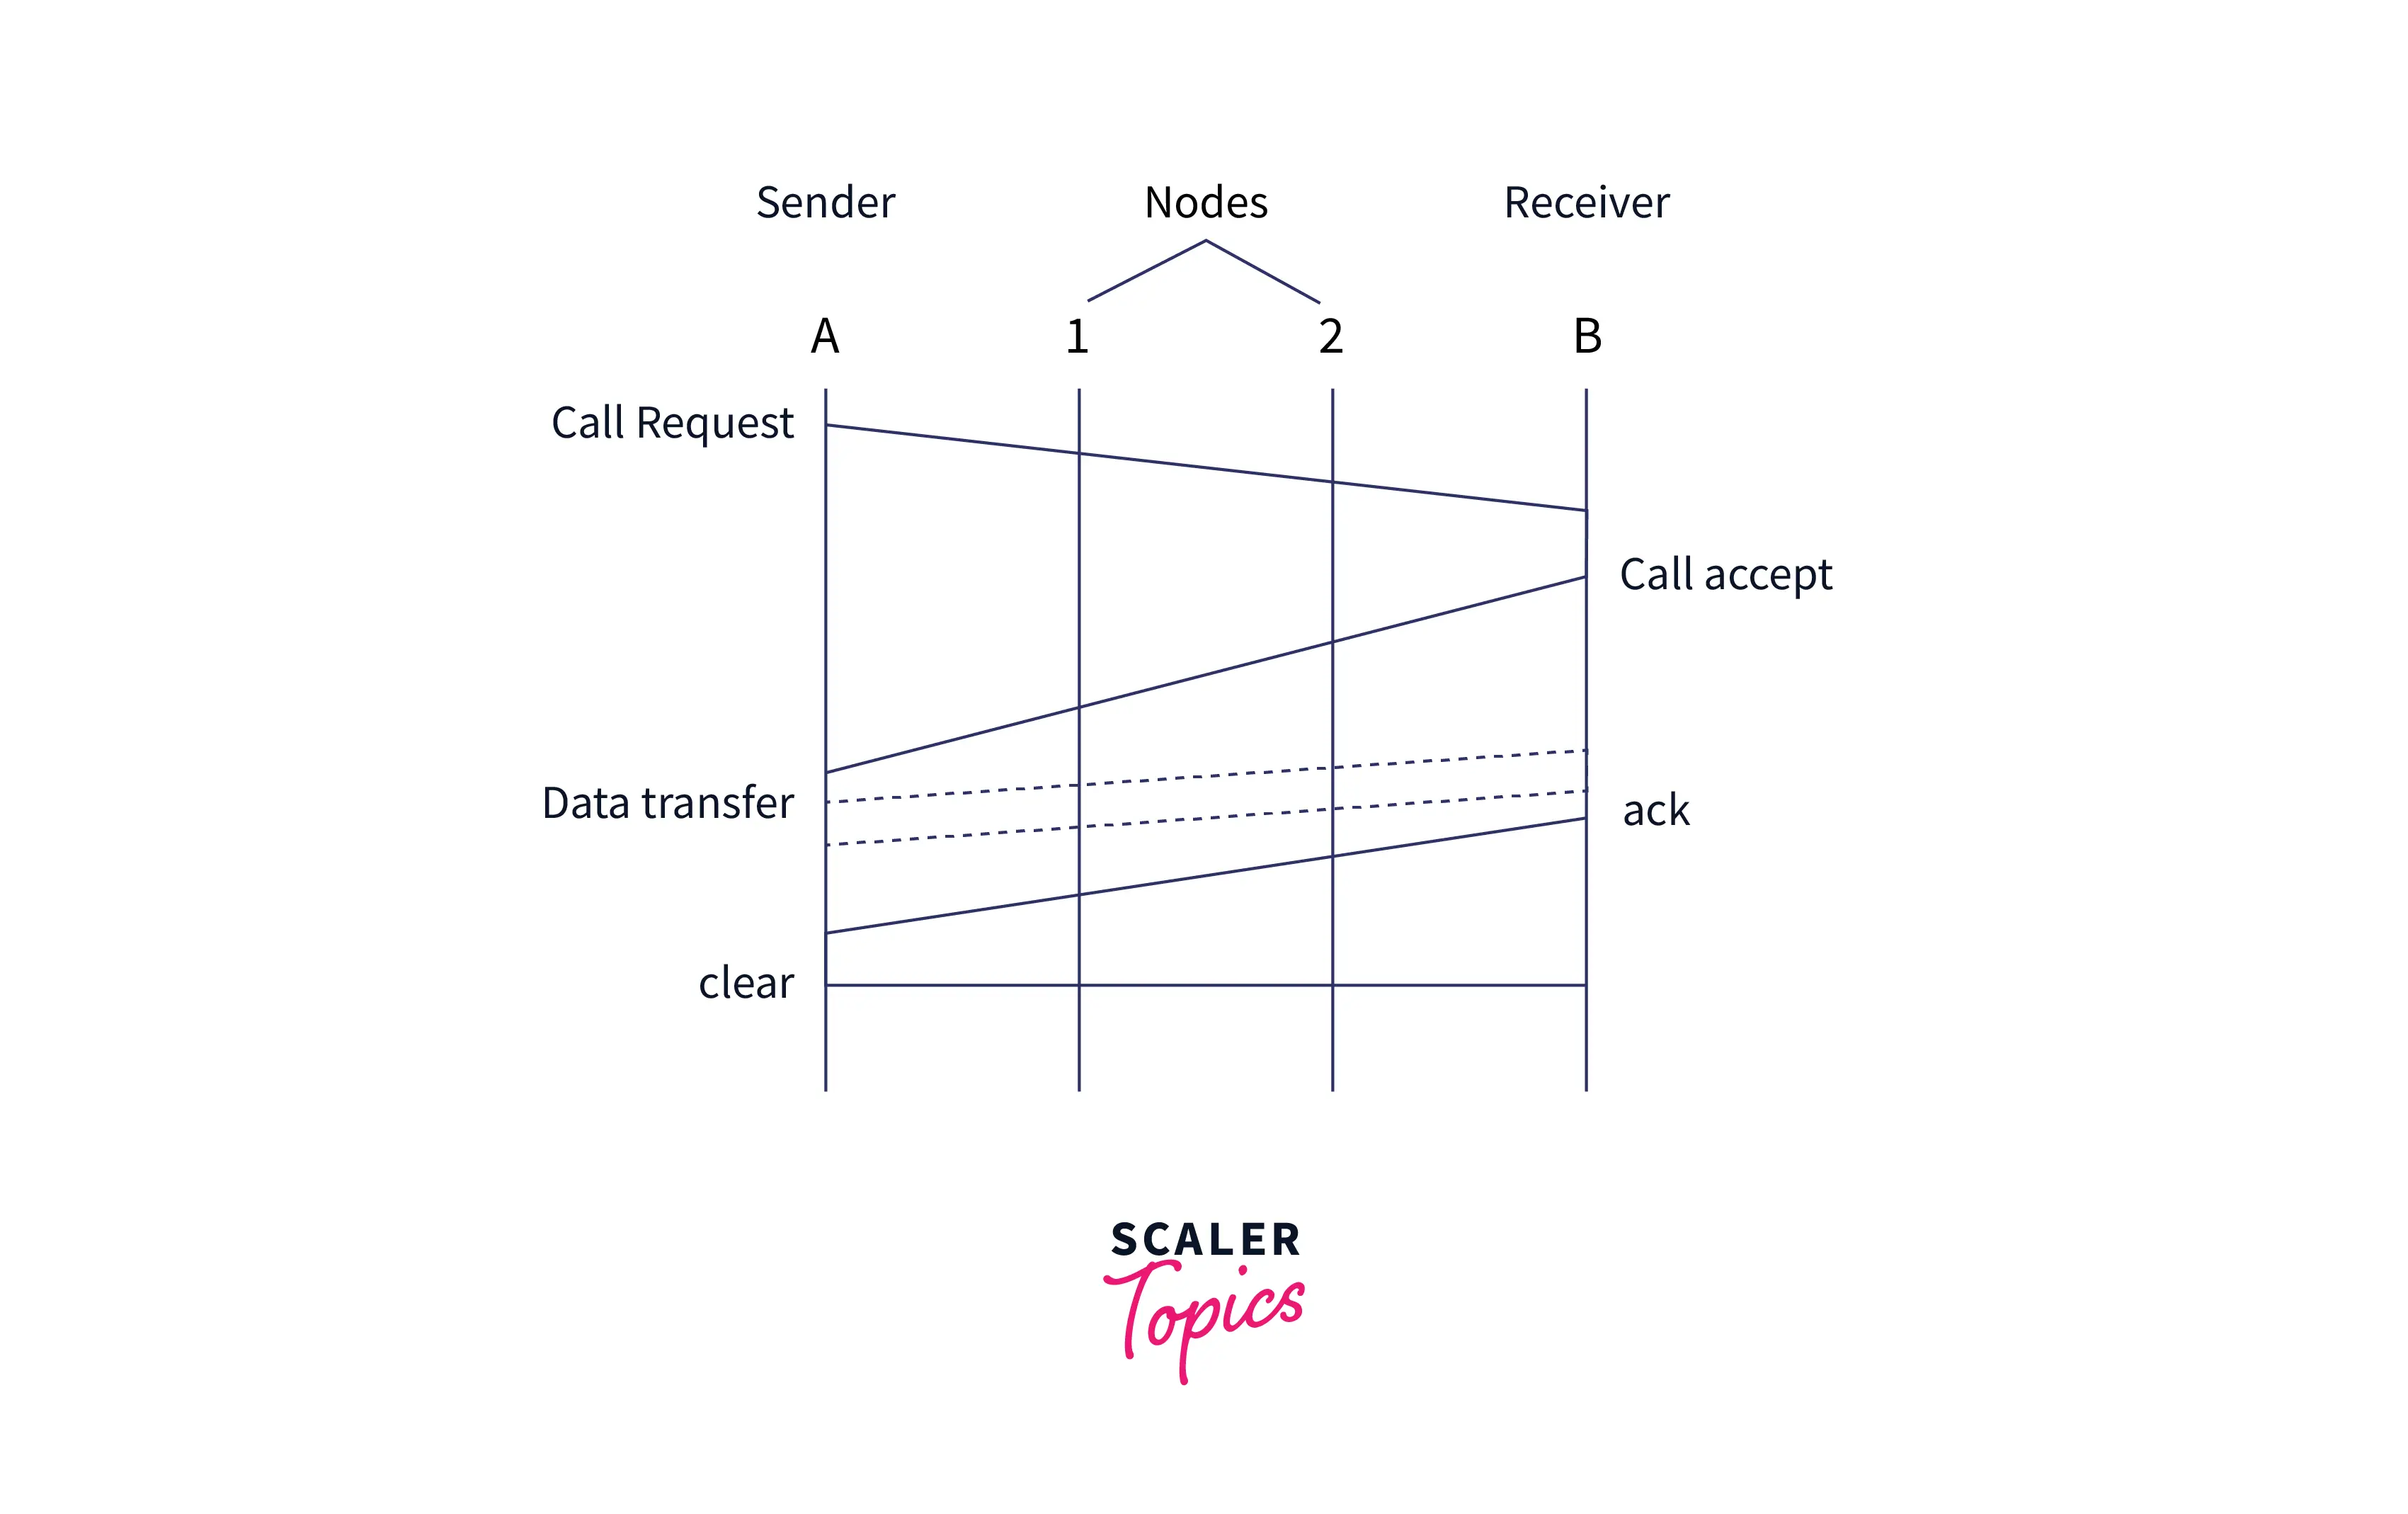 Sender
Nodes
Receiver
A
1
2
B
Call Request
Call accept
Data transfer
ack
clear
SCALER
Topics